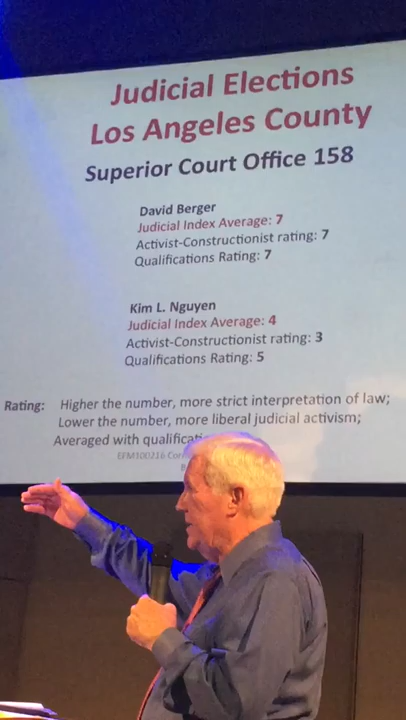 Judicial Elections
Los Angeles County
Superior Court Office 158
David Berger
Judicial Index Average: 7
Activist-Constructionist rating: 7
Qualifications Rating: 7
Kim L. Nguyen
Judicial Index Average: 4
Activist-Constructionist rating: 3
Qualifications Rating: 5
Rating: Higher the number, more strict interpretation of law;
Lower the number, more liberal judicial activism;
Averaged with
EFM100216